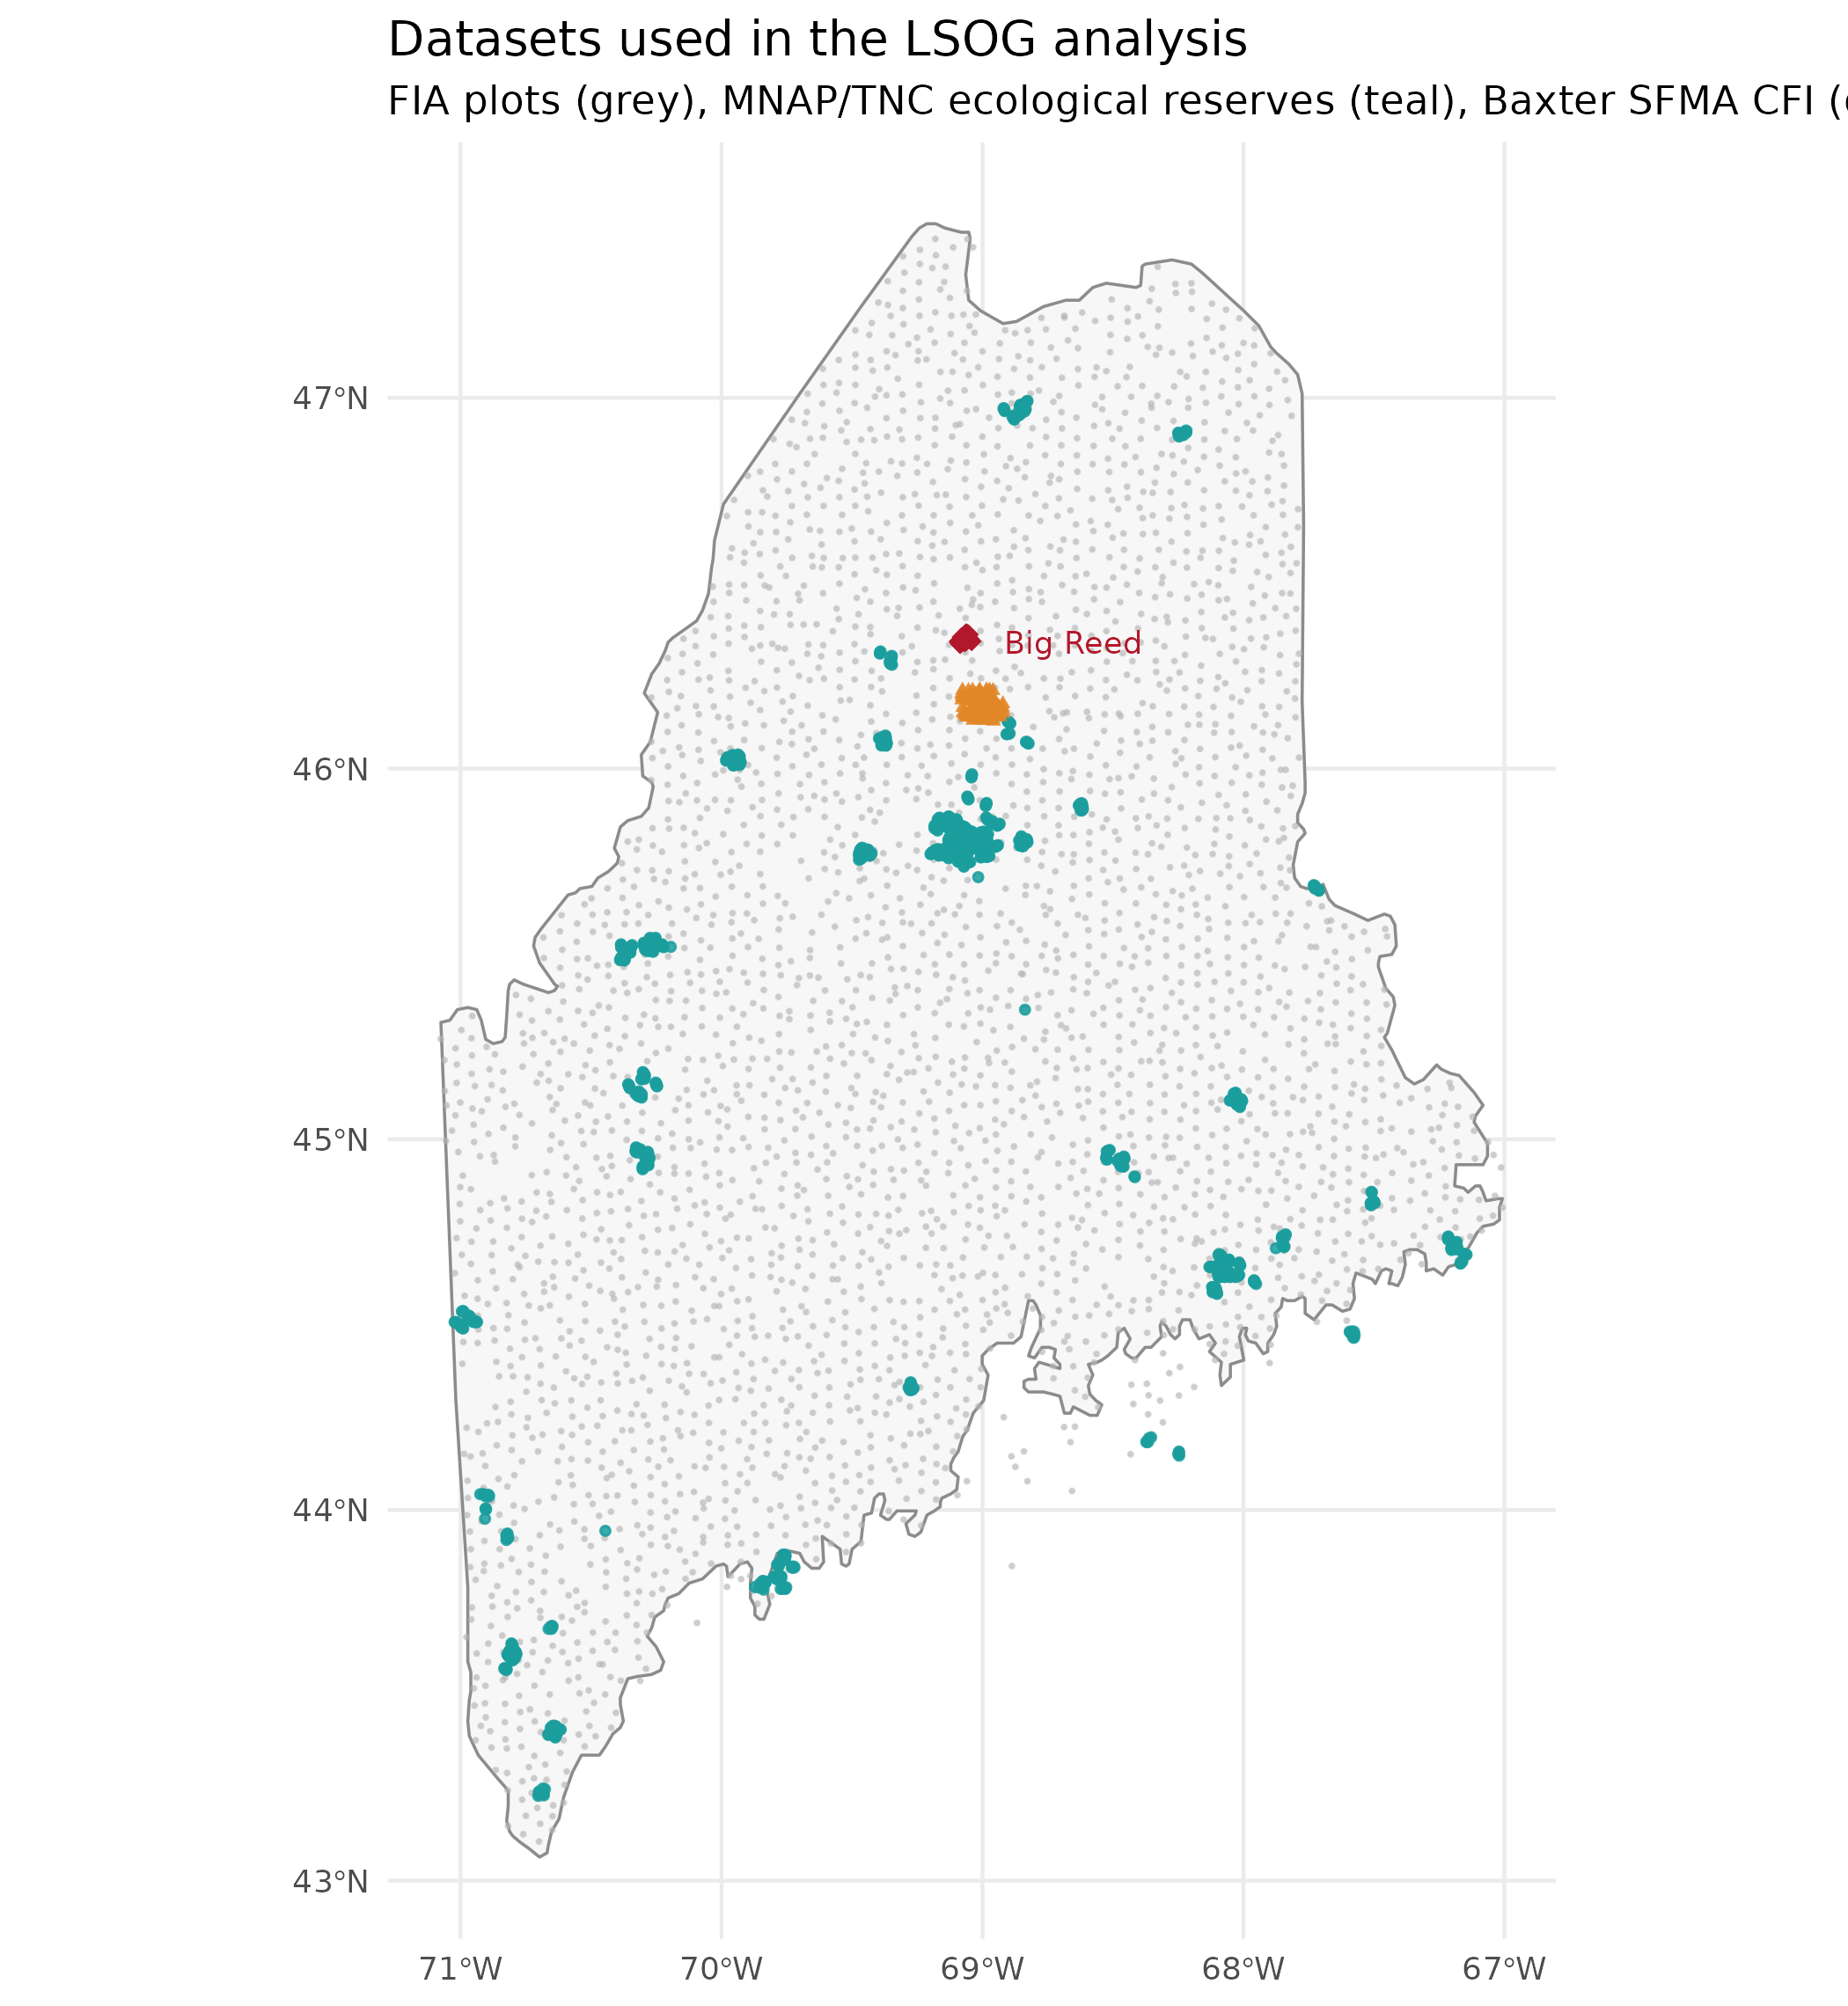 Datasets used in the LSOG analysis
FIA plots (grey), MNAP/TNC ecological reserves (teal), Baxter SFMA CFI (
47°N
Big Reed
46°N
45°N
44°N
43°N
71°W 70°W 69°W 68°W 67°W